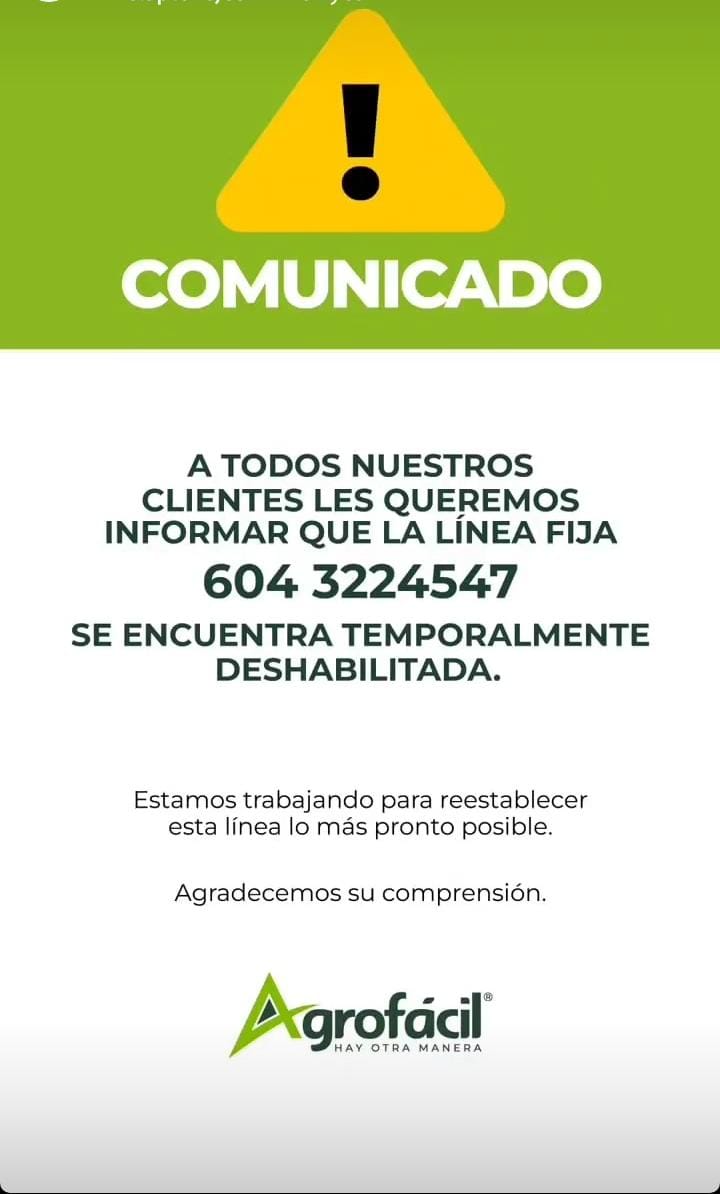 COMUNICADO
A TODOS NUESTROS
CLIENTES LES QUEREMOS
INFORMAR QUE LA LÍNEA FIJA
604 3224547
SE ENCUENTRA TEMPORALMENTE
DESHABILITADA.
Estamos trabajando para reestablecer
esta línea lo más pronto posible.
Agradecemos su comprensión.
Agrofácil®
HAY OTRA MANERA